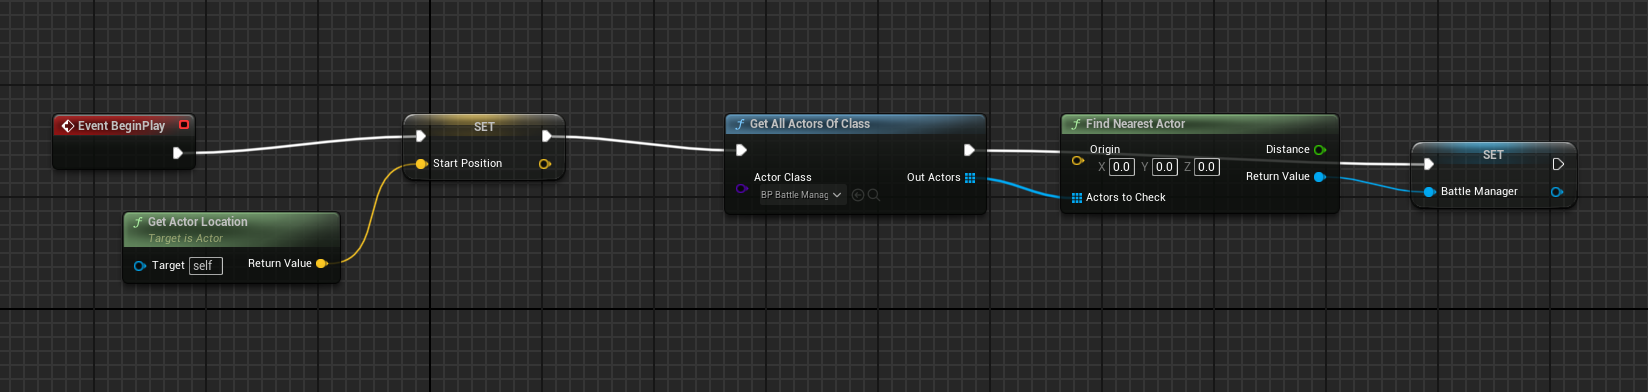 Event BeginPlay
SET
Start Position
f Get Actor Location
Target is Actor
Target self
Return Value
f Get All Actors Of Class
Actor Class
BP Battle Manag
Out Actors
f Find Nearest Actor
Origin
X 0.0 Y 0.0 Z 0.0
Actors to Check
Distance
Return Value
SET
Battle Manager